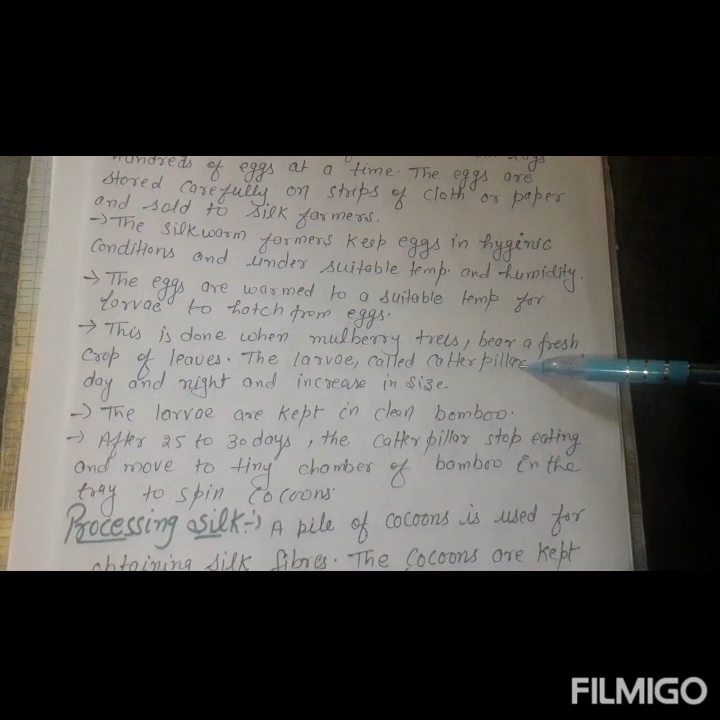 hundreds of eggs at a time. The eggs are
stored carefully on strips of cloth or paper
and sold to silk farmers.
→ The silkwarm farmers keep eggs in hyginic
conditions and under suitable temp. and humidity.
→ The eggs are warmed to a suitable temp for
larvae to hatch from eggs.
→ This is done when mulberry trees, bear a fresh
crop of leaves. The larvae, called catterpillar
day and night and increase in size.
→ The larvae are kept in clean bamboo.
→ After 25 to 30 days, the catterpillar stop eating
and move to tiny chamber of bamboo in the
tray to spin cocoons.
Processing silk:-) A pile of cocoons is used for
obtaining silk fibres. The cocoons are kept
FILMIGO